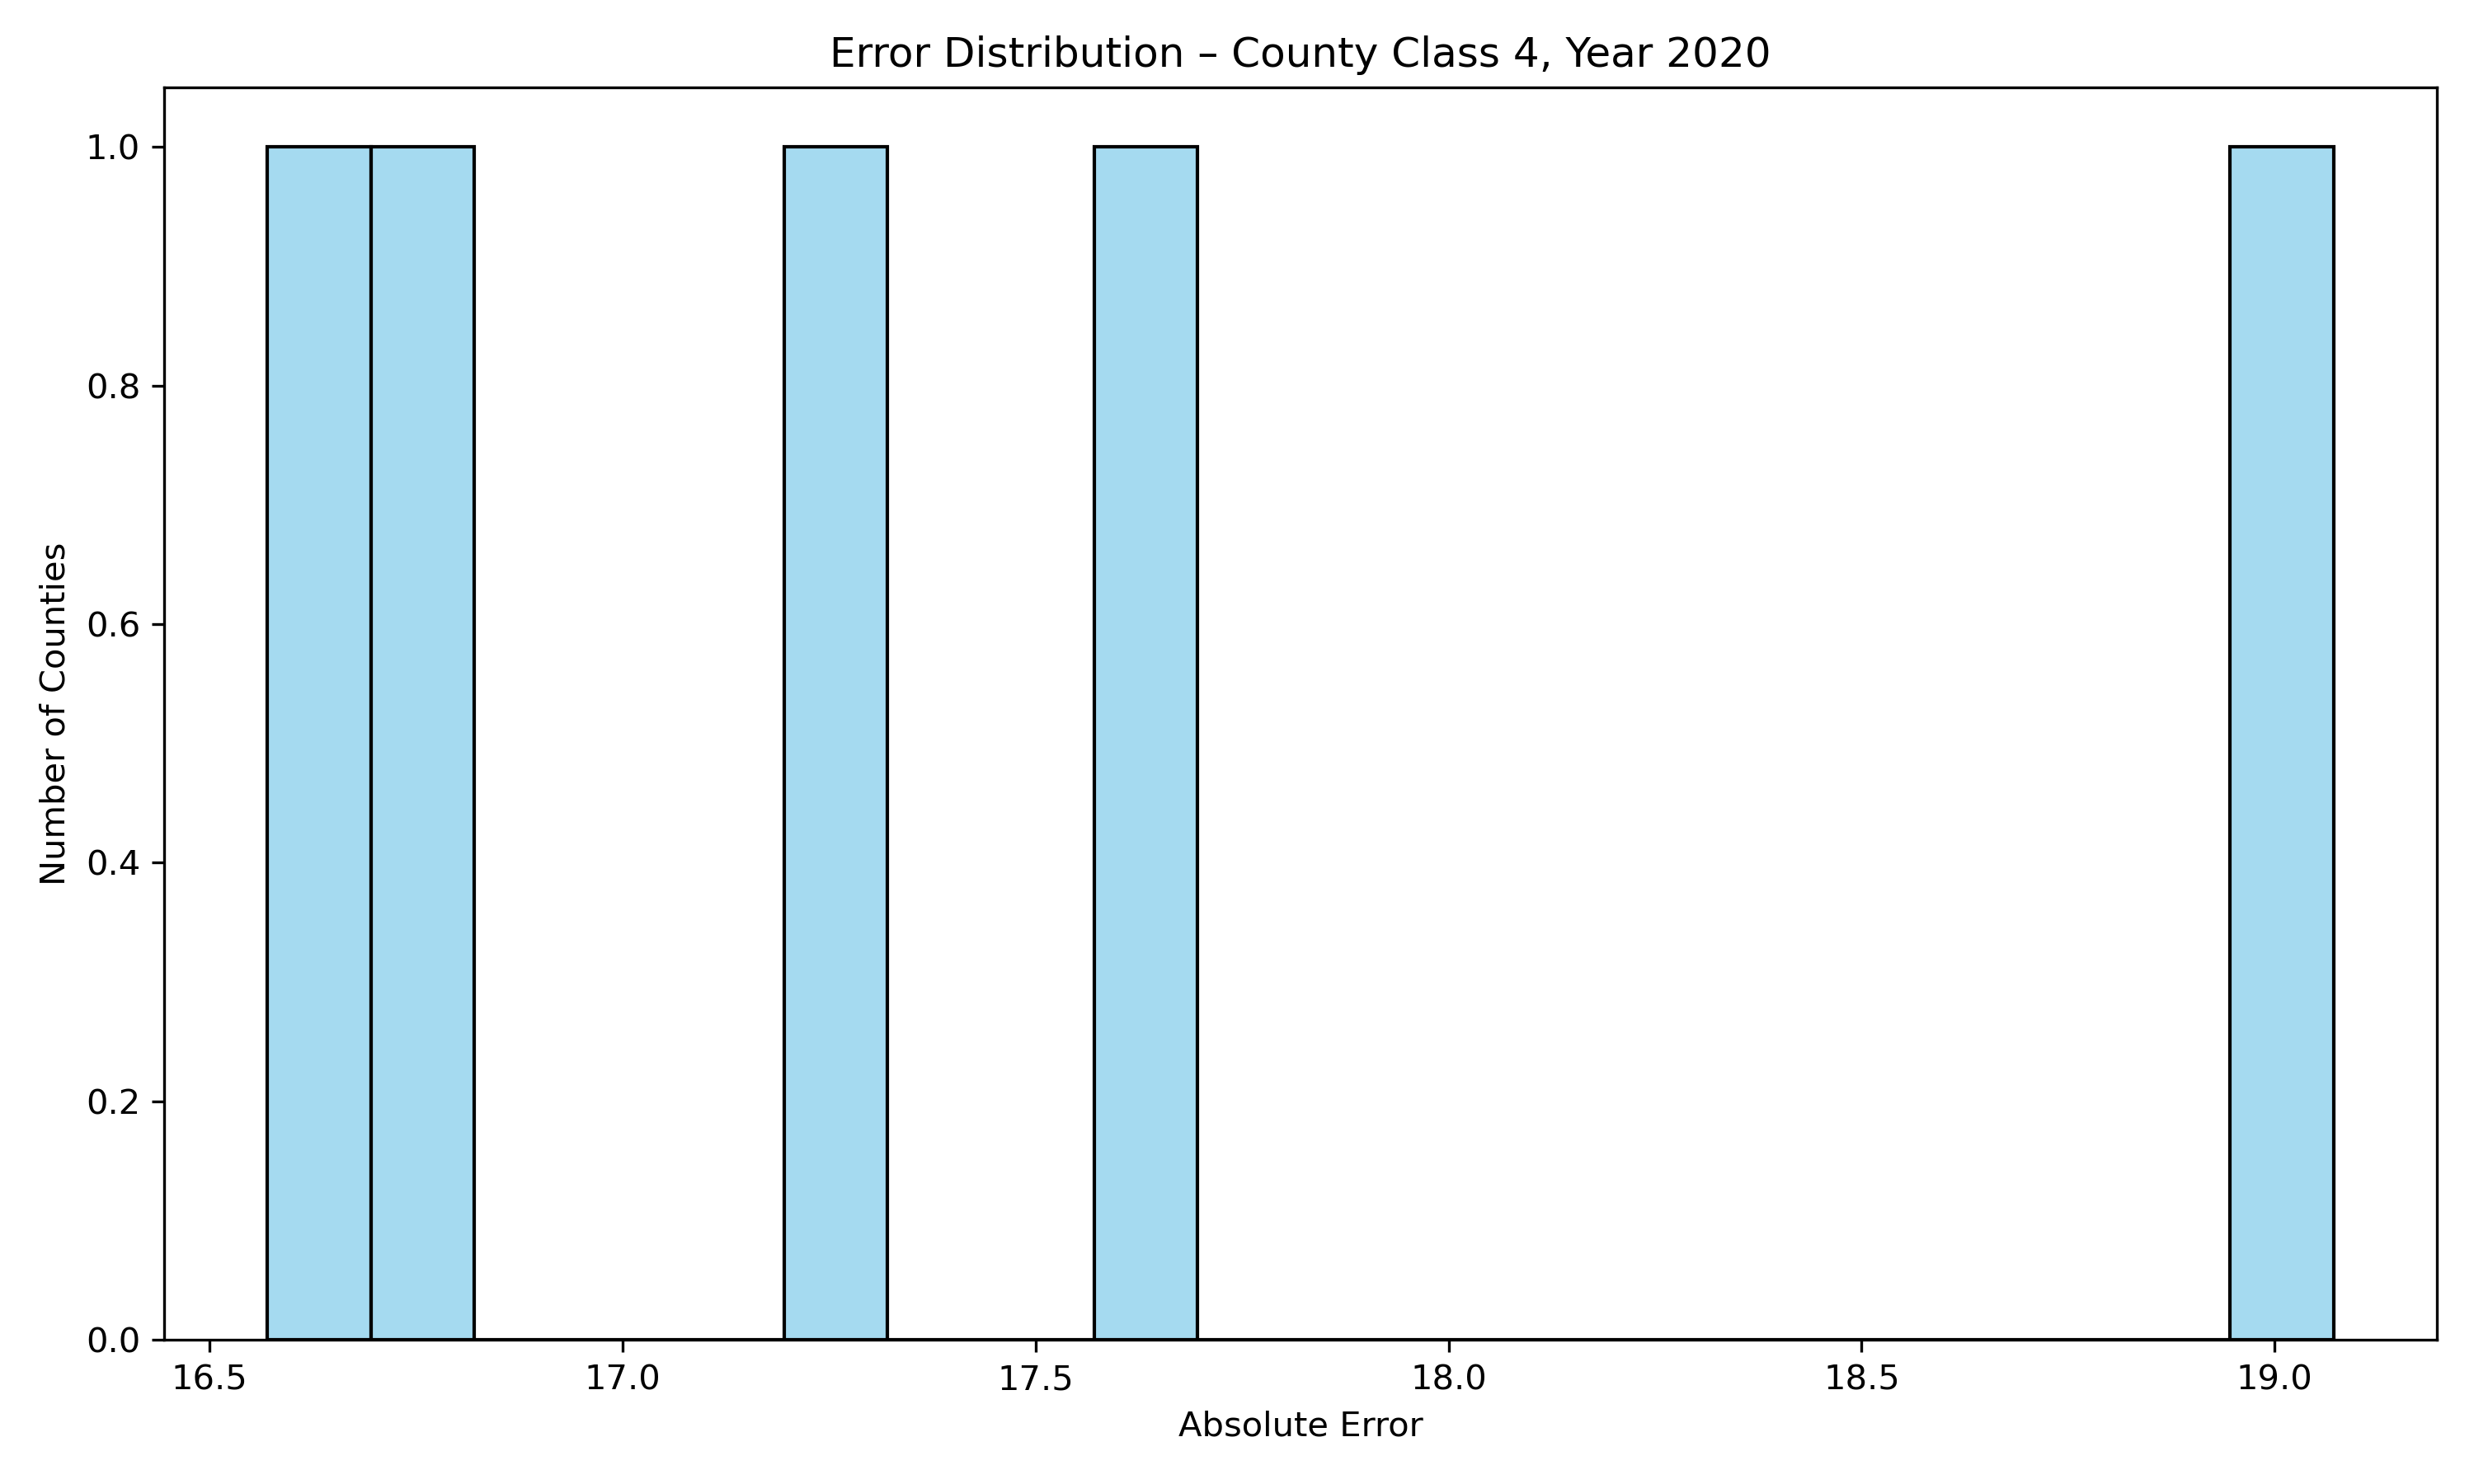 Error Distribution – County Class 4, Year 2020
Number of Counties
1.0
0.8
0.6
0.4
0.2
0.0
16.5 17.0 17.5 18.0 18.5 19.0
Absolute Error